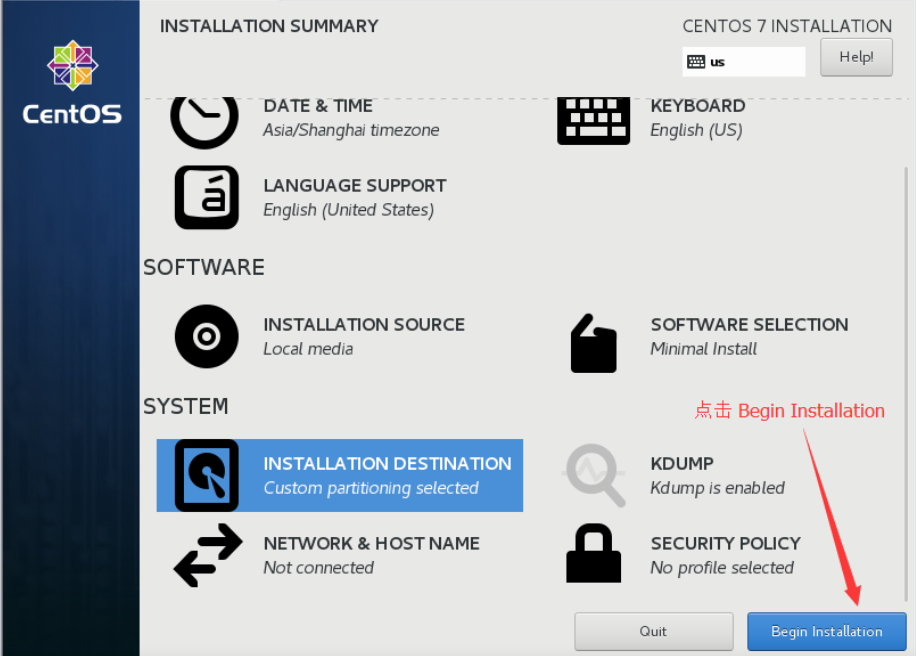 INSTALLATION SUMMARY
CENTOS 7 INSTALLATION
us
Help!
CentOS
DATE & TIME
Asia/Shanghai timezone
KEYBOARD
English (US)
á
LANGUAGE SUPPORT
English (United States)
SOFTWARE
INSTALLATION SOURCE
Local media
SOFTWARE SELECTION
Minimal Install
SYSTEM
点击 Begin Installation
INSTALLATION DESTINATION
Custom partitioning selected
KDUMP
Kdump is enabled
NETWORK & HOST NAME
Not connected
SECURITY POLICY
No profile selected
Quit
Begin Installation